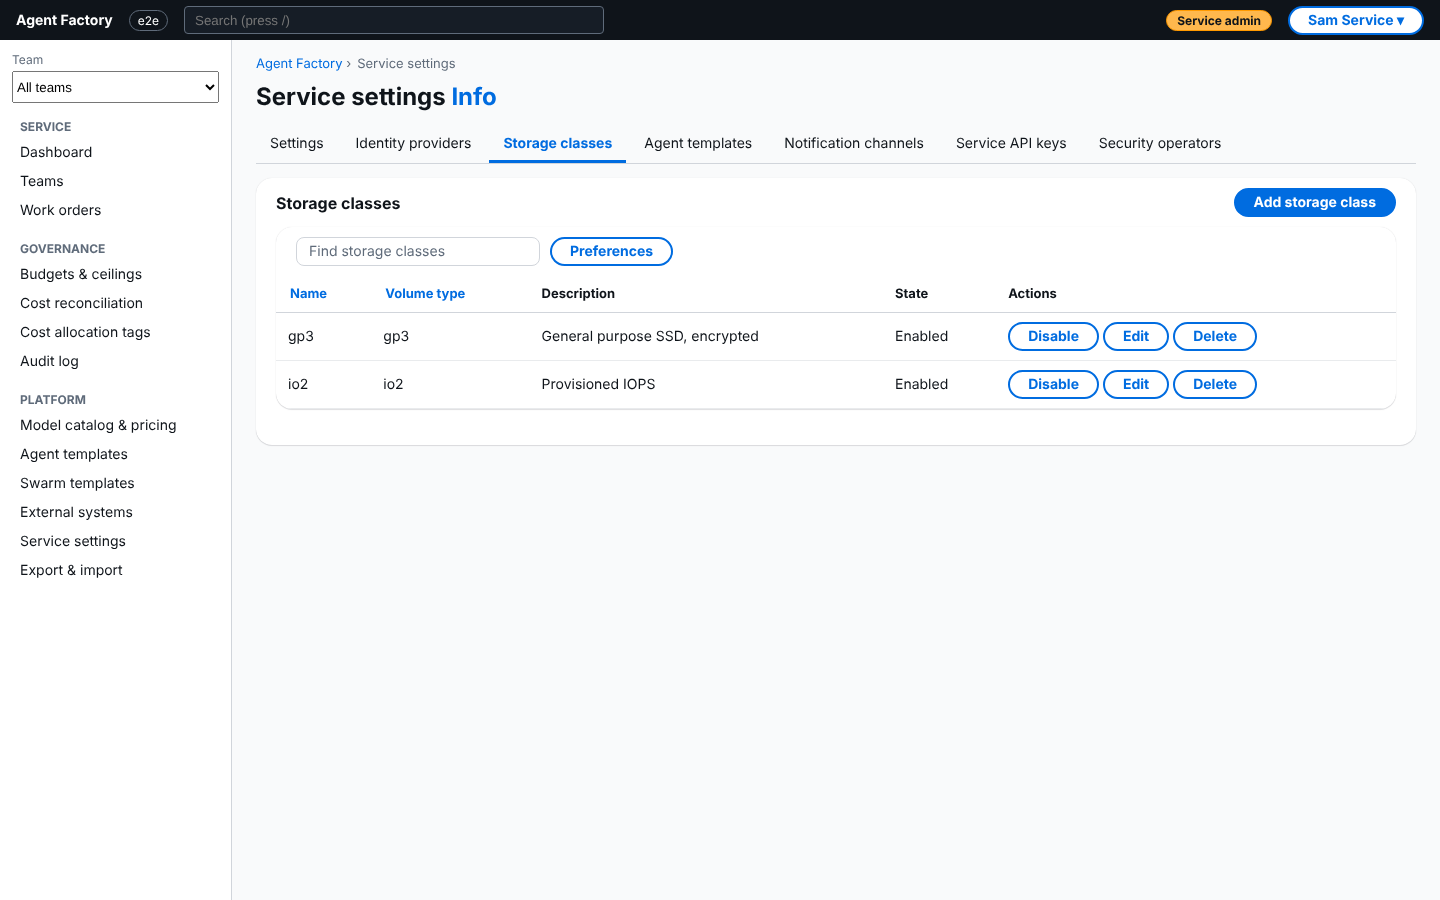 Agent Factory e2e Search (press /) Service admin Sam Service ▾
Team
All teams
SERVICE
Dashboard
Teams
Work orders
GOVERNANCE
Budgets & ceilings
Cost reconciliation
Cost allocation tags
Audit log
PLATFORM
Model catalog & pricing
Agent templates
Swarm templates
External systems
Service settings
Export & import
Agent Factory › Service settings
Service settings Info
Settings Identity providers Storage classes Agent templates Notification channels Service API keys Security operators
Storage classes Add storage class
Find storage classes Preferences
Name Volume type Description State Actions
gp3 gp3 General purpose SSD, encrypted Enabled Disable Edit Delete
io2 io2 Provisioned IOPS Enabled Disable Edit Delete